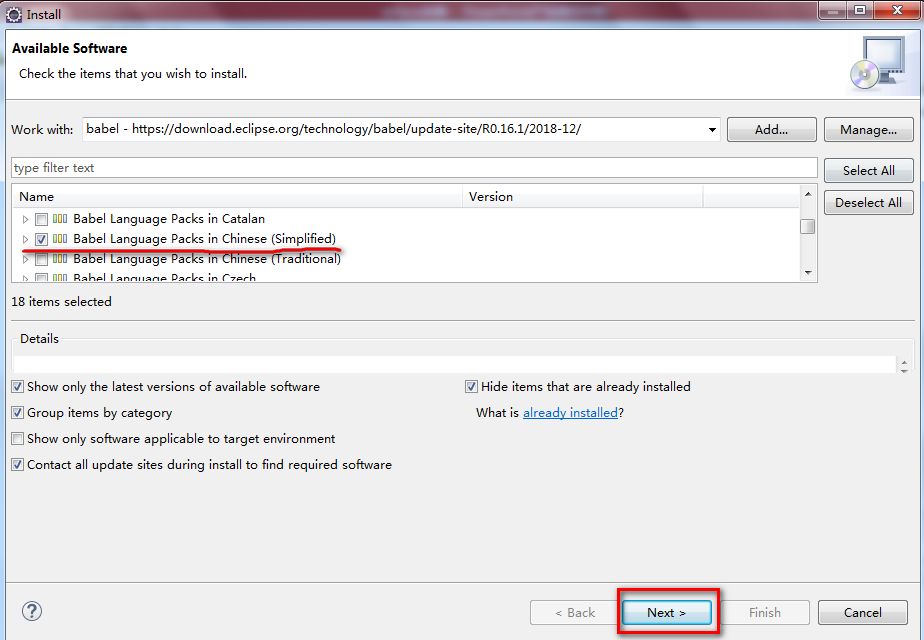 Install
Available Software
Check the items that you wish to install.
Work with: babel - https://download.eclipse.org/technology/babel/update-site/R0.16.1/2018-12/ Add... Manage...
type filter text Select All
Name Version
Deselect All
Babel Language Packs in Catalan
Babel Language Packs in Chinese (Simplified)
Babel Language Packs in Chinese (Traditional)
Babel Language Packs in Czech
18 items selected
Details
Show only the latest versions of available software Hide items that are already installed
Group items by category What is already installed?
Show only software applicable to target environment
Contact all update sites during install to find required software
? < Back Next > Finish Cancel